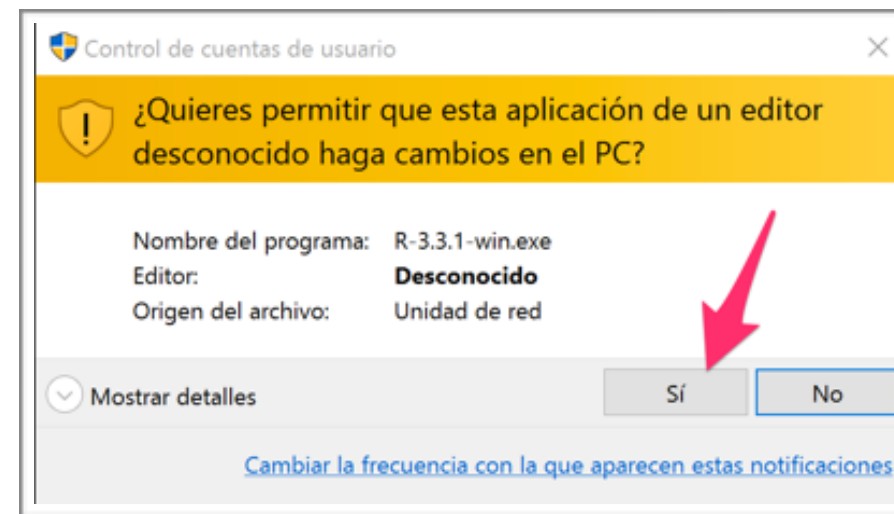 Control de cuentas de usuario
¿Quieres permitir que esta aplicación de un editor
desconocido haga cambios en el PC?
Nombre del programa: R-3.3.1-win.exe
Editor: Desconocido
Origen del archivo: Unidad de red
Mostrar detalles
Sí
No
Cambiar la frecuencia con la que aparecen estas notificaciones